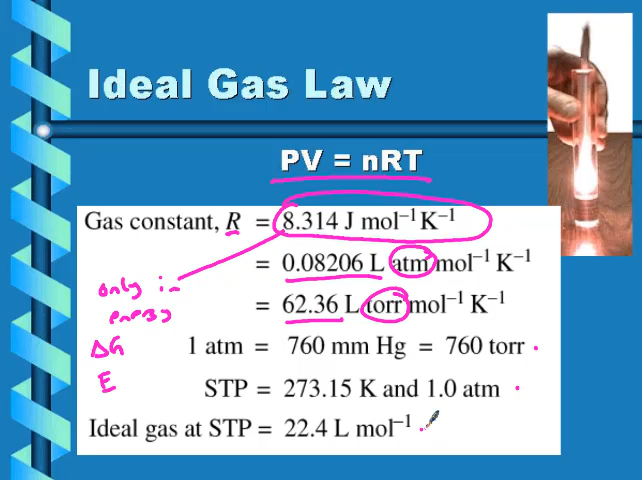 Ideal Gas Law
PV = nRT
Gas constant, R = 8.314 J mol⁻¹ K⁻¹
= 0.08206 L atm mol⁻¹ K⁻¹
only in
= 62.36 L torr mol⁻¹ K⁻¹
energy
ΔG
1 atm = 760 mm Hg = 760 torr
E
STP = 273.15 K and 1.0 atm
Ideal gas at STP = 22.4 L mol⁻¹